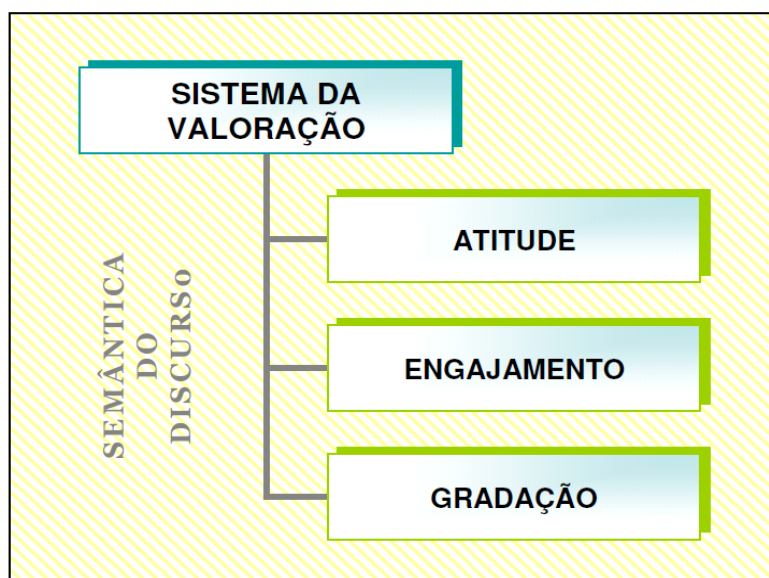 SISTEMA DA
VALORAÇÃO
ATITUDE
ENGAJAMENTO
GRADAÇÃO
SEMÂNTICA
DO
DISCURSO